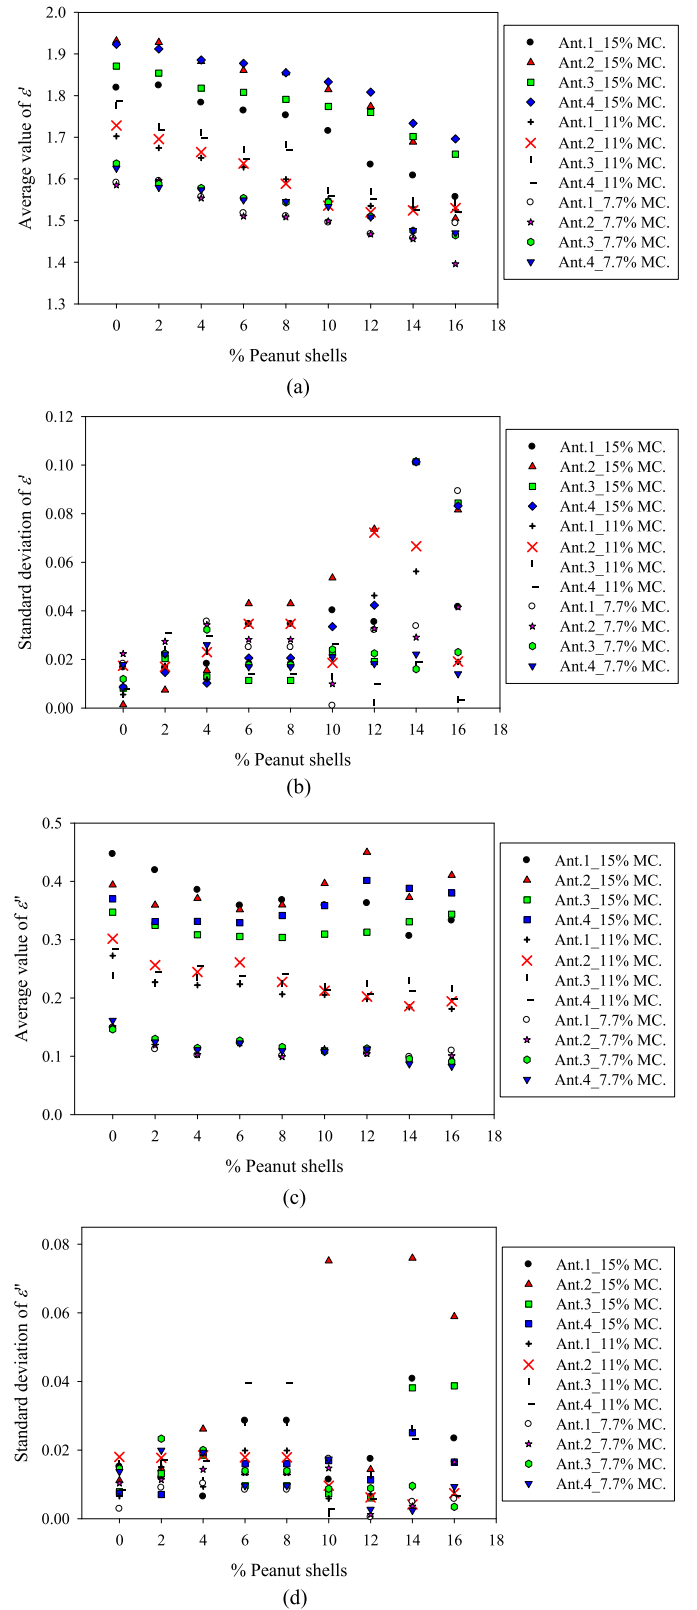 2.0
1.9
1.8
1.7
1.6
1.5
1.4
1.3
Average value of ε'
0 2 4 6 8 10 12 14 16 18
% Peanut shells
Ant.1_15% MC.
Ant.2_15% MC.
Ant.3_15% MC.
Ant.4_15% MC.
Ant.1_11% MC.
Ant.2_11% MC.
Ant.3_11% MC.
Ant.4_11% MC.
Ant.1_7.7% MC.
Ant.2_7.7% MC.
Ant.3_7.7% MC.
Ant.4_7.7% MC.
(a)
0.12
0.10
0.08
0.06
0.04
0.02
0.00
Standard deviation of ε'
0 2 4 6 8 10 12 14 16 18
% Peanut shells
Ant.1_15% MC.
Ant.2_15% MC.
Ant.3_15% MC.
Ant.4_15% MC.
Ant.1_11% MC.
Ant.2_11% MC.
Ant.3_11% MC.
Ant.4_11% MC.
Ant.1_7.7% MC.
Ant.2_7.7% MC.
Ant.3_7.7% MC.
Ant.4_7.7% MC.
(b)
0.5
0.4
0.3
0.2
0.1
0.0
Average value of ε"
0 2 4 6 8 10 12 14 16 18
% Peanut shells
Ant.1_15% MC.
Ant.2_15% MC.
Ant.3_15% MC.
Ant.4_15% MC.
Ant.1_11% MC.
Ant.2_11% MC.
Ant.3_11% MC.
Ant.4_11% MC.
Ant.1_7.7% MC.
Ant.2_7.7% MC.
Ant.3_7.7% MC.
Ant.4_7.7% MC.
(c)
0.08
0.06
0.04
0.02
0.00
Standard deviation of ε"
0 2 4 6 8 10 12 14 16 18
% Peanut shells
Ant.1_15% MC.
Ant.2_15% MC.
Ant.3_15% MC.
Ant.4_15% MC.
Ant.1_11% MC.
Ant.2_11% MC.
Ant.3_11% MC.
Ant.4_11% MC.
Ant.1_7.7% MC.
Ant.2_7.7% MC.
Ant.3_7.7% MC.
Ant.4_7.7% MC.
(d)